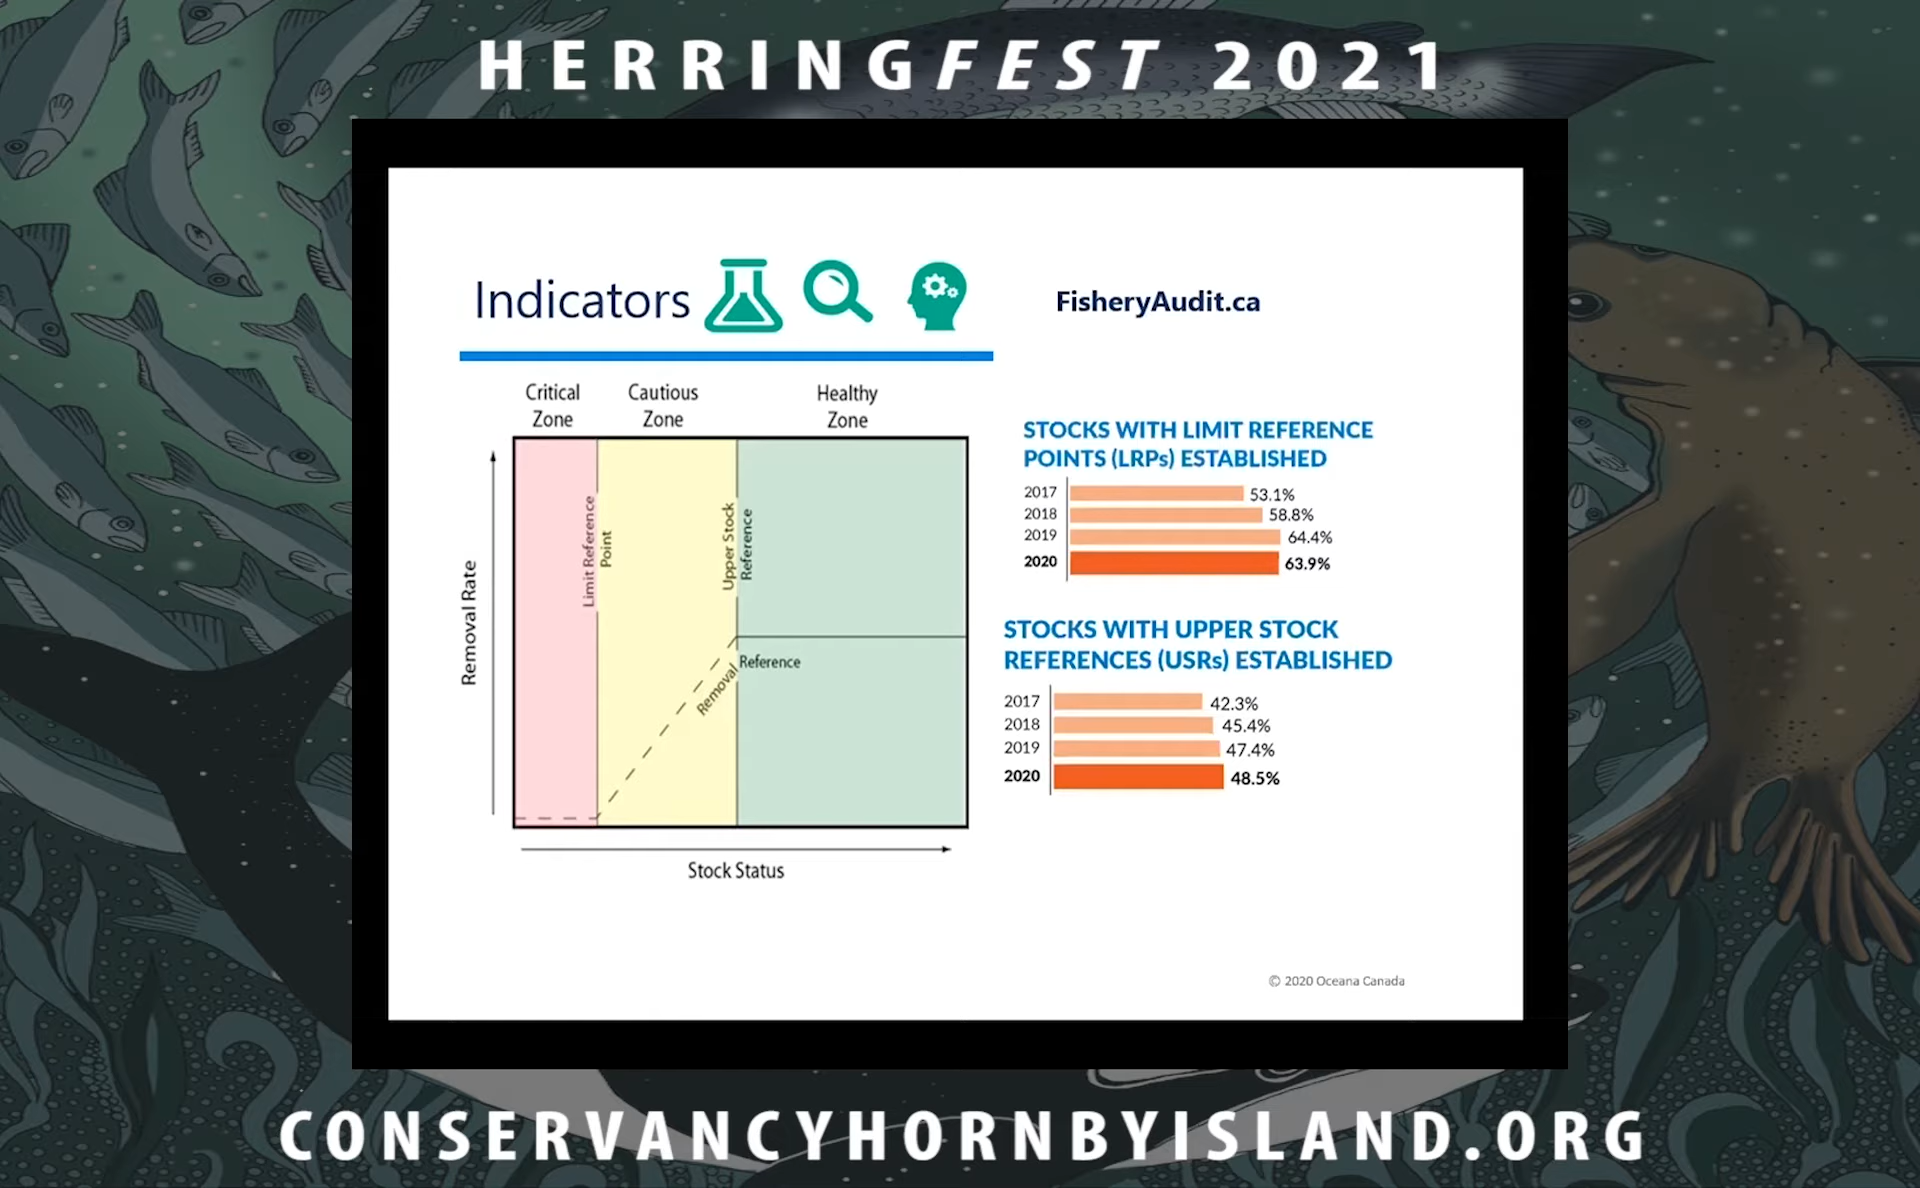 HERRINGFEST 2021
Indicators
FisheryAudit.ca
Critical
Zone
Cautious
Zone
Healthy
Zone
Removal Rate
Limit Reference
Point
Upper Stock
Reference
Removal
Reference
Stock Status
STOCKS WITH LIMIT REFERENCE
POINTS (LRPs) ESTABLISHED
2017 53.1%
2018 58.8%
2019 64.4%
2020 63.9%
STOCKS WITH UPPER STOCK
REFERENCES (USRs) ESTABLISHED
2017 42.3%
2018 45.4%
2019 47.4%
2020 48.5%
© 2020 Oceana Canada
CONSERVANCYHORNBYISLAND.ORG